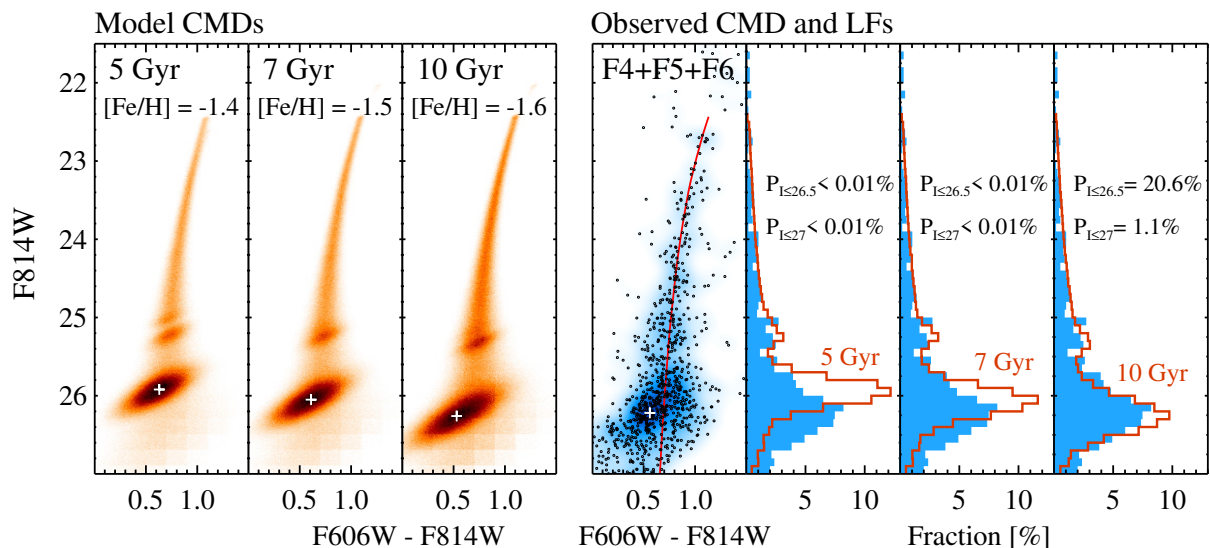 Model CMDs
Observed CMD and LFs
5 Gyr
[Fe/H] = -1.4
7 Gyr
[Fe/H] = -1.5
10 Gyr
[Fe/H] = -1.6
F4+F5+F6
22
23
24
25
26
F814W
P_{I≤26.5}< 0.01%
P_{I≤27}< 0.01%
P_{I≤26.5}< 0.01%
P_{I≤27}< 0.01%
P_{I≤26.5}= 20.6%
P_{I≤27}= 1.1%
5 Gyr
7 Gyr
10 Gyr
0.5 1.0 0.5 1.0 0.5 1.0
0.5 1.0 5 10 5 10 5 10
F606W - F814W
F606W - F814W
Fraction [%]